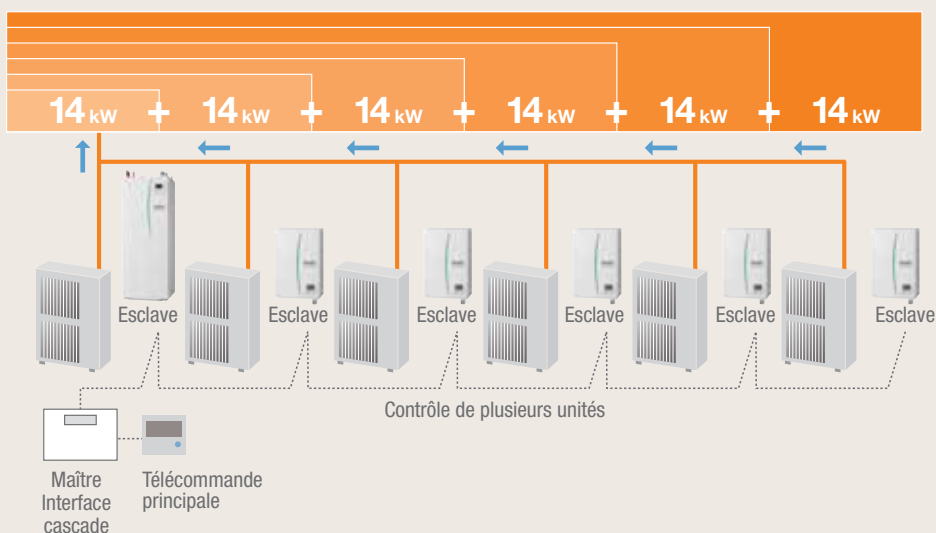 14 kW + 14 kW + 14 kW + 14 kW + 14 kW + 14 kW
Esclave Esclave Esclave Esclave Esclave Esclave
Contrôle de plusieurs unités
Maître
Interface
cascade
Télécommande
principale